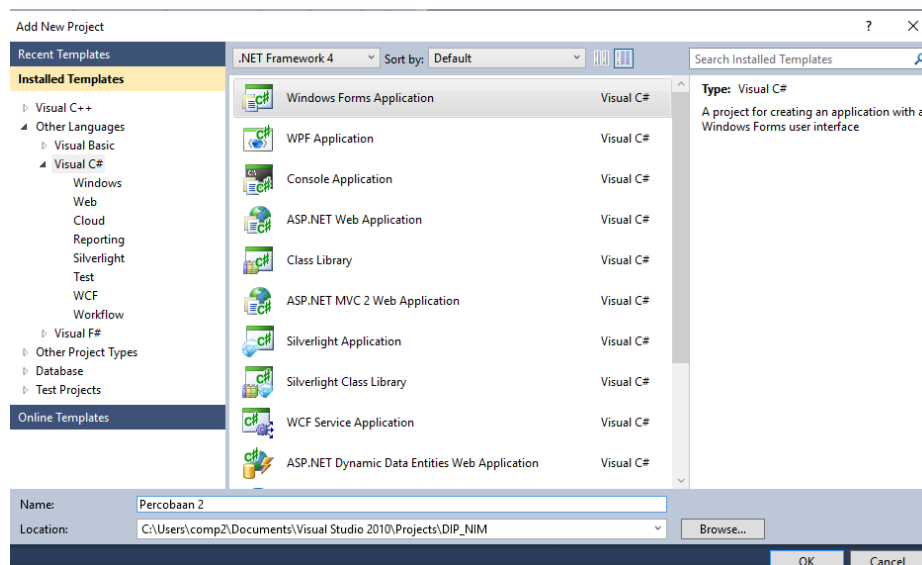 Add New Project
Recent Templates
Installed Templates
Visual C++
Other Languages
Visual Basic
Visual C#
Windows
Web
Cloud
Reporting
Silverlight
Test
WCF
Workflow
Visual F#
Other Project Types
Database
Test Projects
Online Templates
.NET Framework 4 Sort by: Default
Windows Forms Application Visual C#
WPF Application Visual C#
Console Application Visual C#
ASP.NET Web Application Visual C#
Class Library Visual C#
ASP.NET MVC 2 Web Application Visual C#
Silverlight Application Visual C#
Silverlight Class Library Visual C#
WCF Service Application Visual C#
ASP.NET Dynamic Data Entities Web Application Visual C#
Search Installed Templates
Type: Visual C#
A project for creating an application with a
Windows Forms user interface
Name: Percobaan 2
Location: C:\Users\comp2\Documents\Visual Studio 2010\Projects\DIP_NIM Browse...
OK Cancel